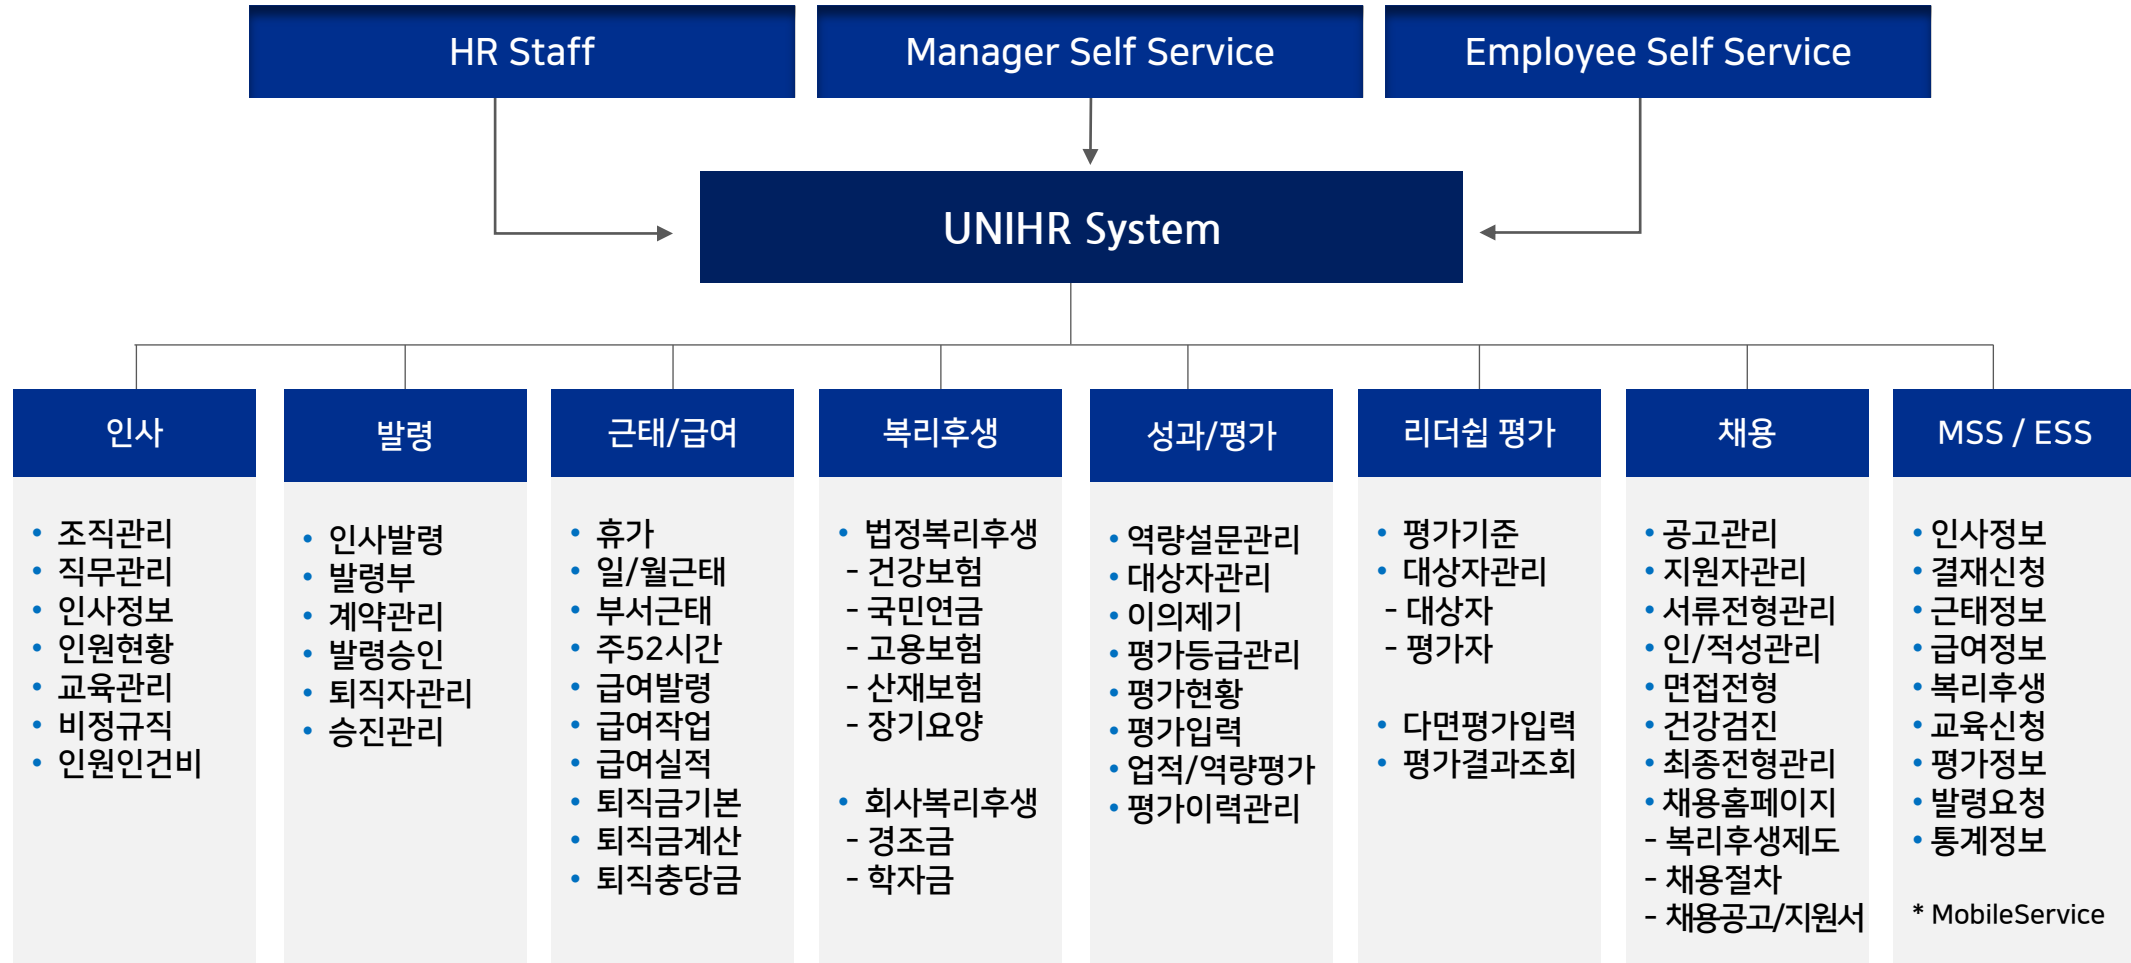 HR Staff
Manager Self Service
Employee Self Service
UNIHR System
인사
• 조직관리
• 직무관리
• 인사정보
• 인원현황
• 교육관리
• 비정규직
• 인원인건비
발령
• 인사발령
• 발령부
• 계약관리
• 발령승인
• 퇴직자관리
• 승진관리
근태/급여
• 휴가
• 일/월근태
• 부서근태
• 주52시간
• 급여발령
• 급여작업
• 급여실적
• 퇴직금기본
• 퇴직금계산
• 퇴직충당금
복리후생
• 법정복리후생
- 건강보험
- 국민연금
- 고용보험
- 산재보험
- 장기요양
• 회사복리후생
- 경조금
- 학자금
성과/평가
• 역량설문관리
• 대상자관리
• 이의제기
• 평가등급관리
• 평가현황
• 평가입력
• 업적/역량평가
• 평가이력관리
리더쉽 평가
• 평가기준
• 대상자관리
- 대상자
- 평가자
• 다면평가입력
• 평가결과조회
채용
• 공고관리
• 지원자관리
• 서류전형관리
• 인/적성관리
• 면접전형
• 건강검진
• 최종전형관리
• 채용홈페이지
- 복리후생제도
- 채용절차
- 채용공고/지원서
MSS / ESS
• 인사정보
• 결재신청
• 근태정보
• 급여정보
• 복리후생
• 교육신청
• 평가정보
• 발령요청
• 통계정보
* MobileService